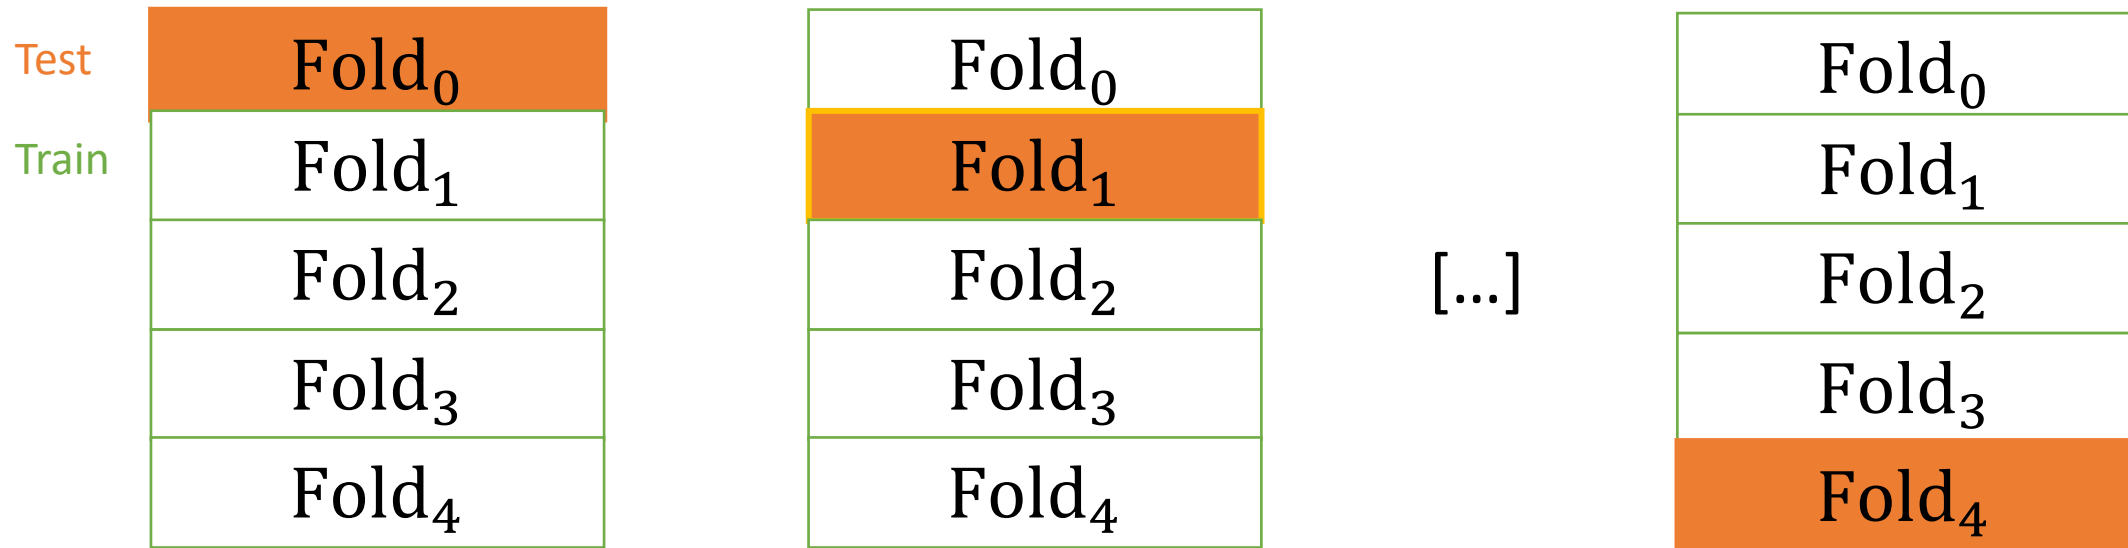 Test
Train
Fold₀
Fold₁
Fold₂
Fold₃
Fold₄
Fold₀
Fold₁
Fold₂
Fold₃
Fold₄
[…]
Fold₀
Fold₁
Fold₂
Fold₃
Fold₄